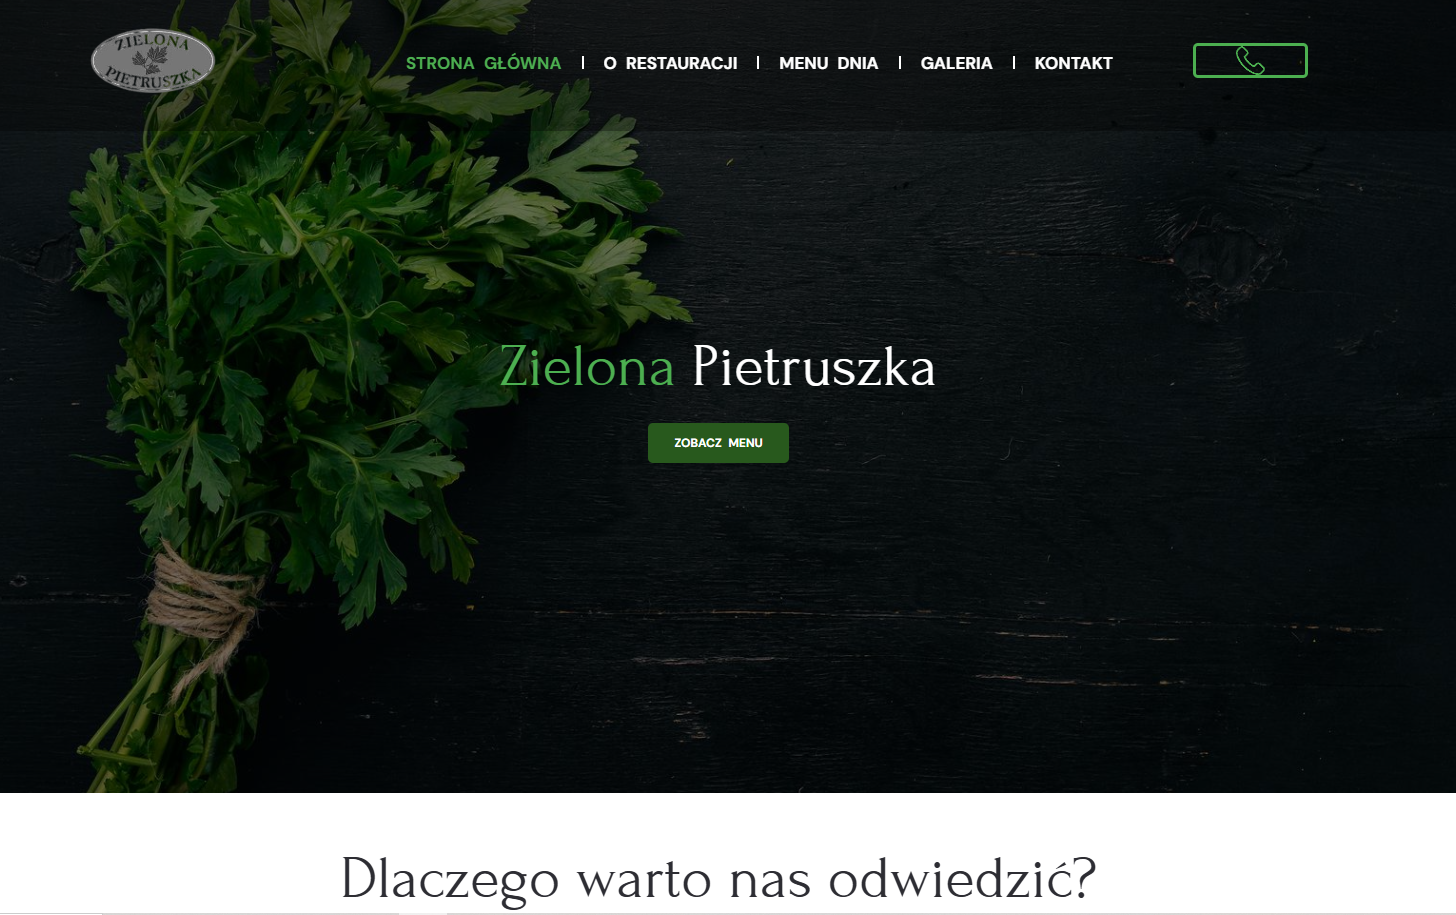 ZIELONA
PIETRUSZKA
STRONA GŁÓWNA
O RESTAURACJI
MENU DNIA
GALERIA
KONTAKT
Zielona Pietruszka
ZOBACZ MENU
Dlaczego warto nas odwiedzić?